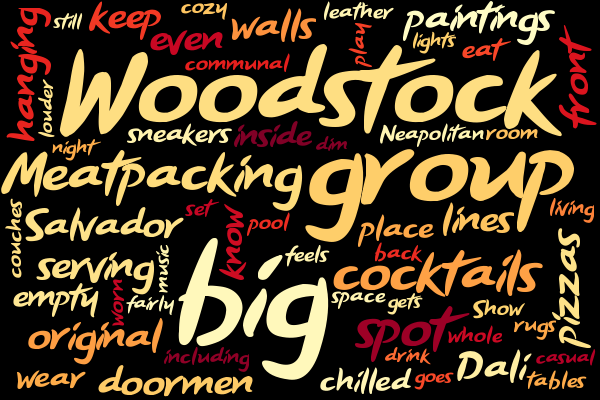 hanging
still
keep
cozy
even
walls
leather
paintings
lights
play
eat
front
communal
louder
Woodstock
sneakers
inside
dim
Neapolitan
room
night
Meatpacking
group
couches
Salvador
set
know
pool
place
lines
living
serving
music
feels
back
cocktails
pizzas
empty
worn
fairly
big
space
gets
show
rugs
original
including
spot
whole
drink
casual
wear
doormen
chilled
goes
Dali
tables